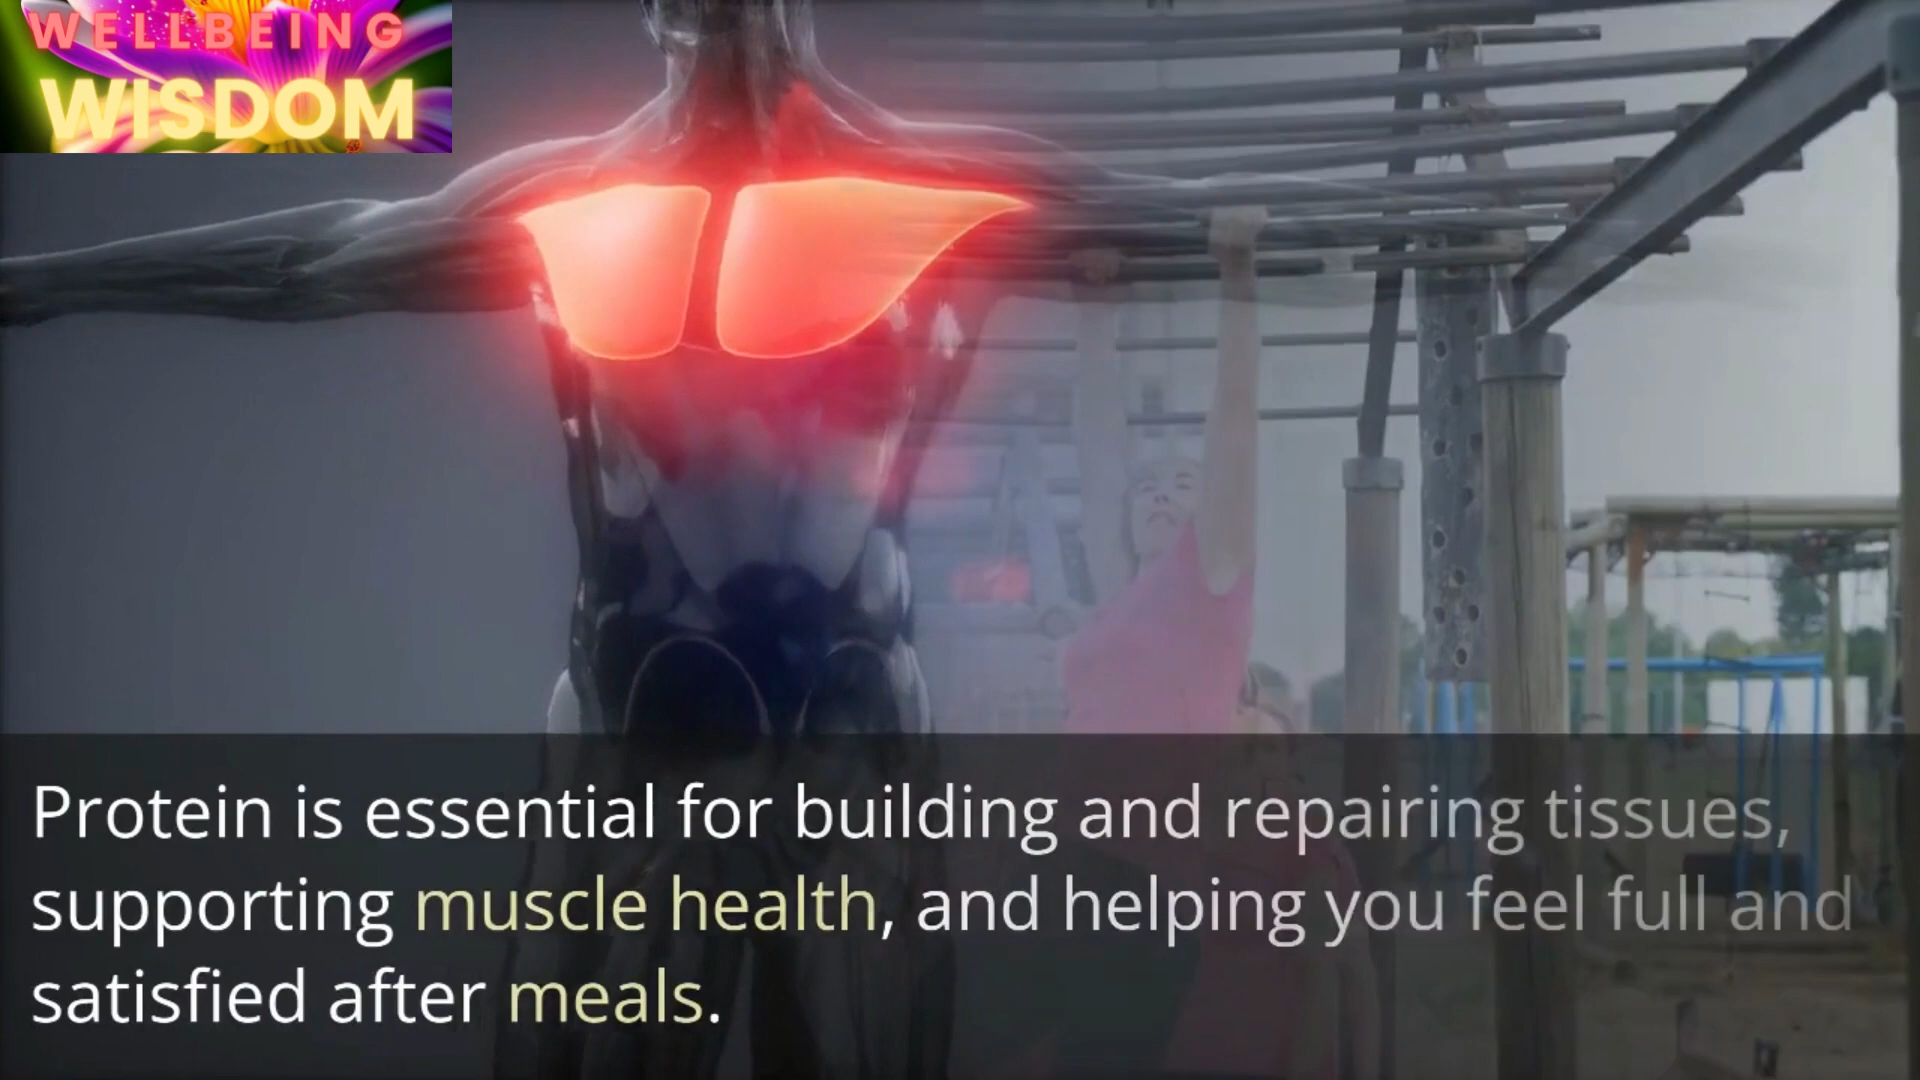 WELLBEING
WISDOM
Protein is essential for building and repairing tissues,
supporting muscle health, and helping you feel full and
satisfied after meals.